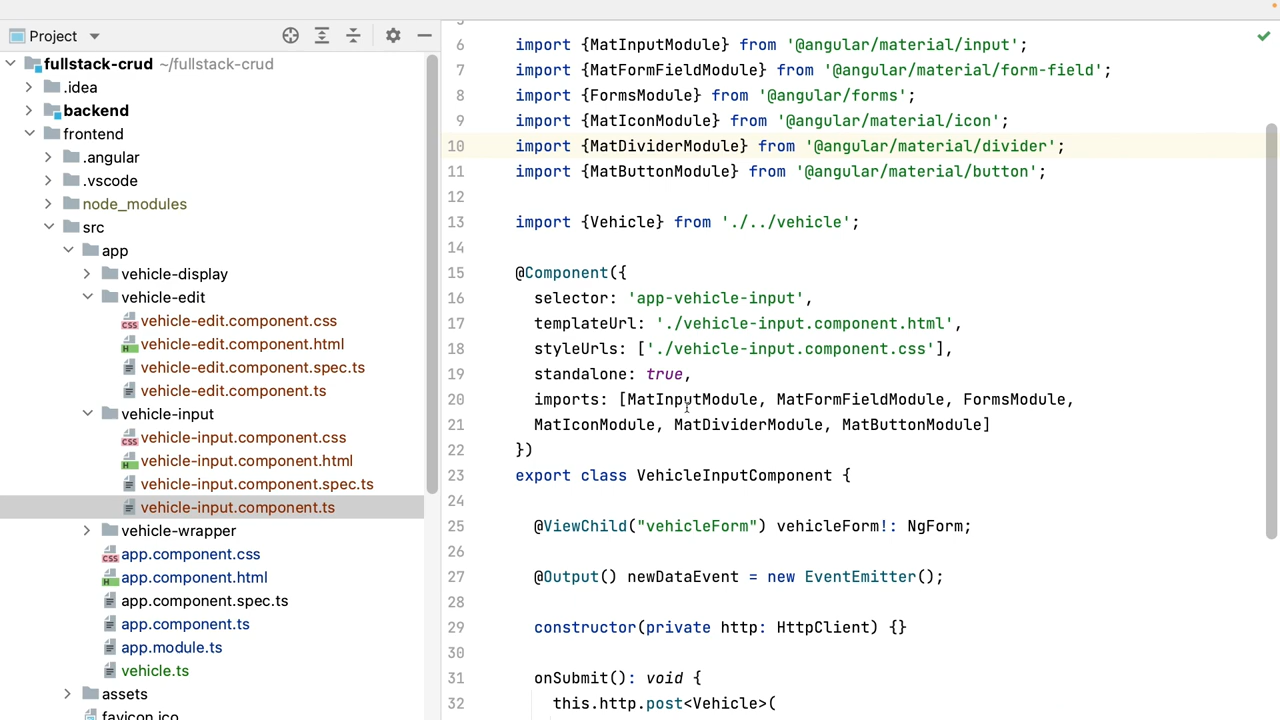 Project
fullstack-crud ~/fullstack-crud
.idea
backend
frontend
.angular
.vscode
node_modules
src
app
vehicle-display
vehicle-edit
vehicle-edit.component.css
vehicle-edit.component.html
vehicle-edit.component.spec.ts
vehicle-edit.component.ts
vehicle-input
vehicle-input.component.css
vehicle-input.component.html
vehicle-input.component.spec.ts
vehicle-input.component.ts
vehicle-wrapper
app.component.css
app.component.html
app.component.spec.ts
app.component.ts
app.module.ts
vehicle.ts
assets
favicon.ico
5
6 import {MatInputModule} from '@angular/material/input';
7 import {MatFormFieldModule} from '@angular/material/form-field';
8 import {FormsModule} from '@angular/forms';
9 import {MatIconModule} from '@angular/material/icon';
10 import {MatDividerModule} from '@angular/material/divider';
11 import {MatButtonModule} from '@angular/material/button';
12
13 import {Vehicle} from './../vehicle';
14
15 @Component({
16 selector: 'app-vehicle-input',
17 templateUrl: './vehicle-input.component.html',
18 styleUrls: ['./vehicle-input.component.css'],
19 standalone: true,
20 imports: [MatInputModule, MatFormFieldModule, FormsModule,
21 MatIconModule, MatDividerModule, MatButtonModule]
22 })
23 export class VehicleInputComponent {
24
25 @ViewChild("vehicleForm") vehicleForm!: NgForm;
26
27 @Output() newDataEvent = new EventEmitter();
28
29 constructor(private http: HttpClient) {}
30
31 onSubmit(): void {
32 this.http.post<Vehicle>(